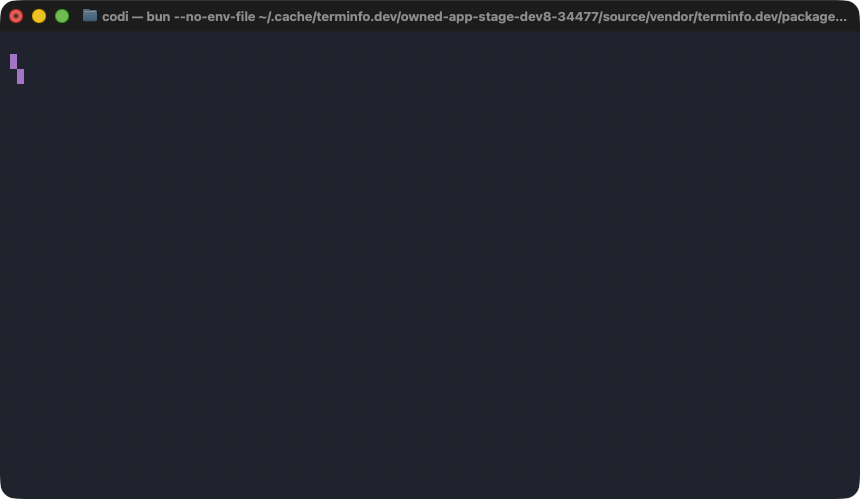 codi — bun --no-env-file ~/.cache/terminfo.dev/owned-app-stage-dev8-34477/source/vendor/terminfo.dev/package...